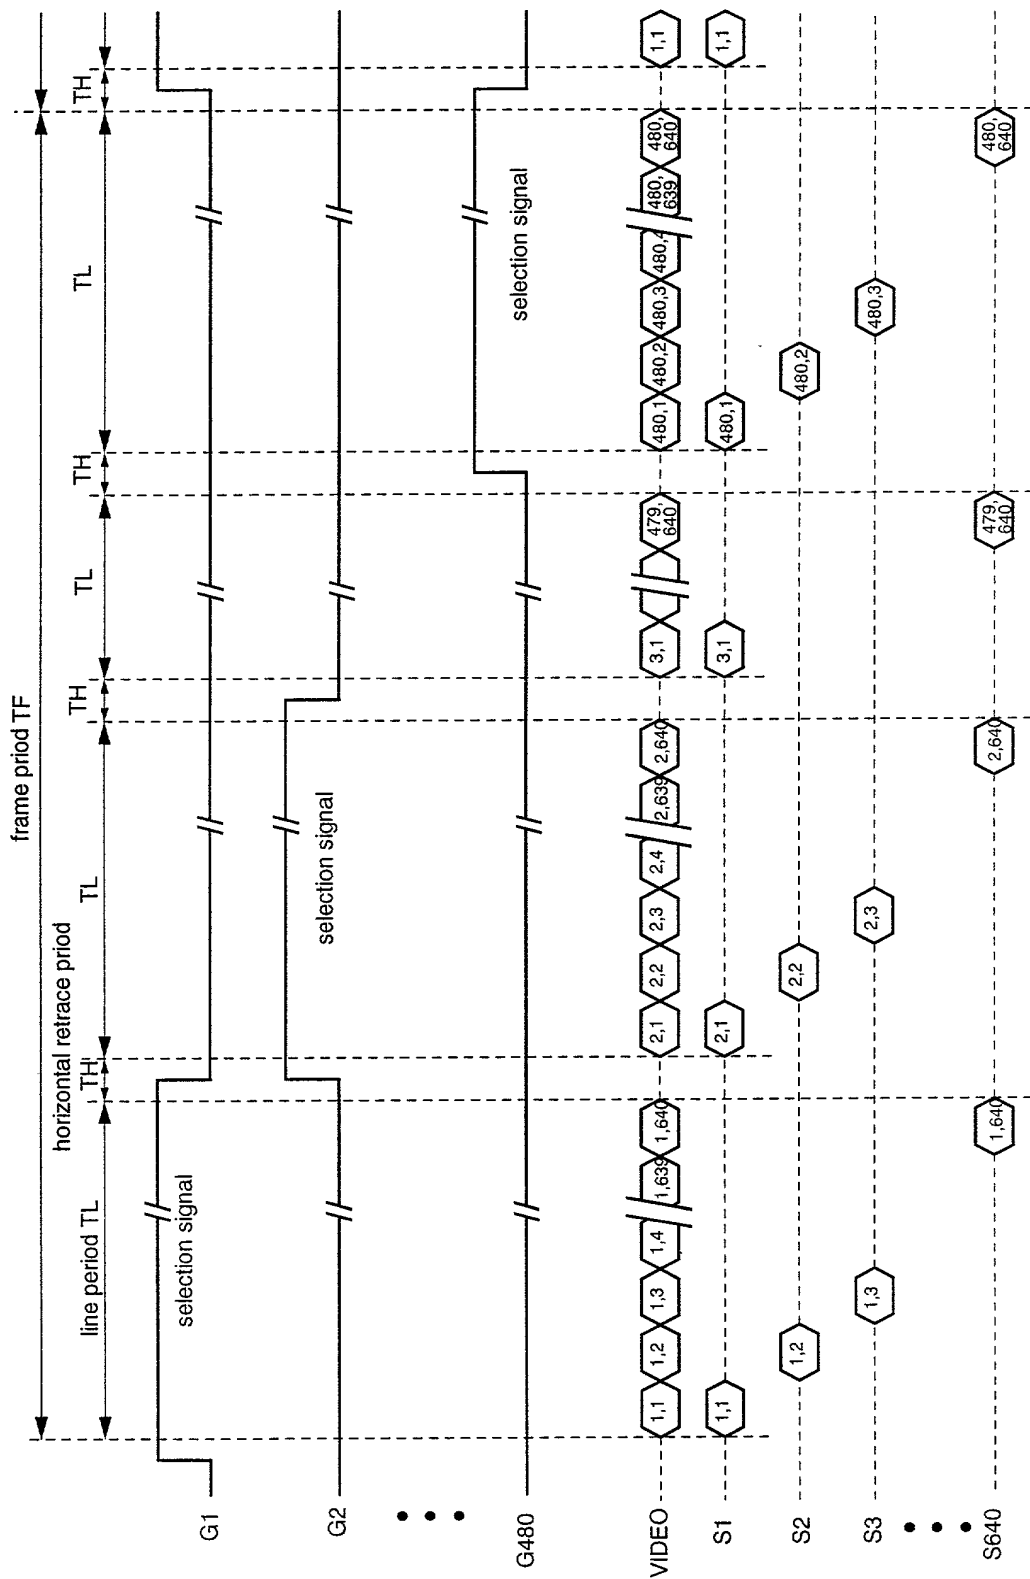 frame priod TF
horizontal retrace priod
line period TL
TH
TL
TH
TL
TH
TL
TH
G1
selection signal
G2
selection signal
G480
selection signal
VIDEO
1,1 1,2 1,3 1,4 1,639 1,640 2,1 2,2 2,3 2,4 2,639 2,640 3,1 479, 640 480,1 480,2 480,3 480,4 480, 639 480, 640 1,1
S1
1,1 2,1 3,1 480,1 1,1
S2
1,2 2,2 480,2
S3
1,3 2,3 480,3
S640
1,640 2,640 479, 640 480, 640